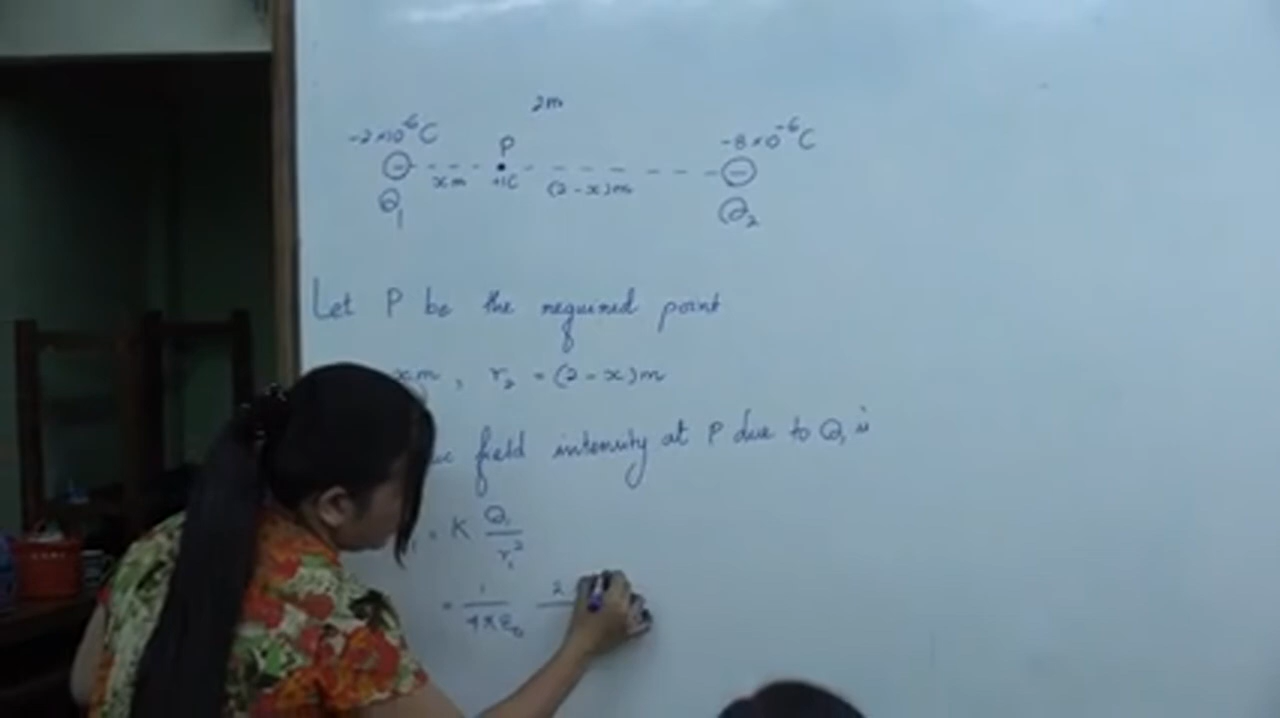 2m
-2×10⁻⁶C P -8×10⁻⁶C
xm +1C (2-x)m
Q₁ Q₂
Let P be the required point
xm, r₂ = (2-x)m
field intensity at P due to Q₁ is
= K Q₁/r₁²
= 1/4πε₀ 2